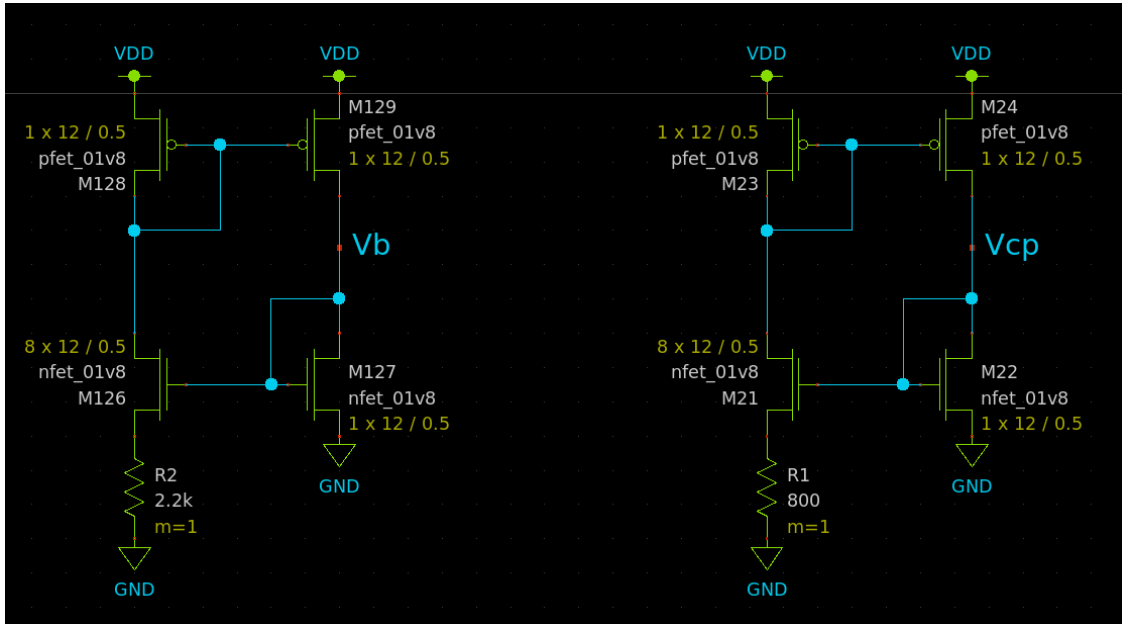 VDD
VDD
VDD
VDD
M129
pfet_01v8
1 x 12 / 0.5
1 x 12 / 0.5
pfet_01v8
M128
M24
pfet_01v8
1 x 12 / 0.5
1 x 12 / 0.5
pfet_01v8
M23
Vb
Vcp
8 x 12 / 0.5
nfet_01v8
M126
M127
nfet_01v8
1 x 12 / 0.5
8 x 12 / 0.5
nfet_01v8
M21
M22
nfet_01v8
1 x 12 / 0.5
R2
2.2k
m=1
GND
R1
800
m=1
GND
GND
GND